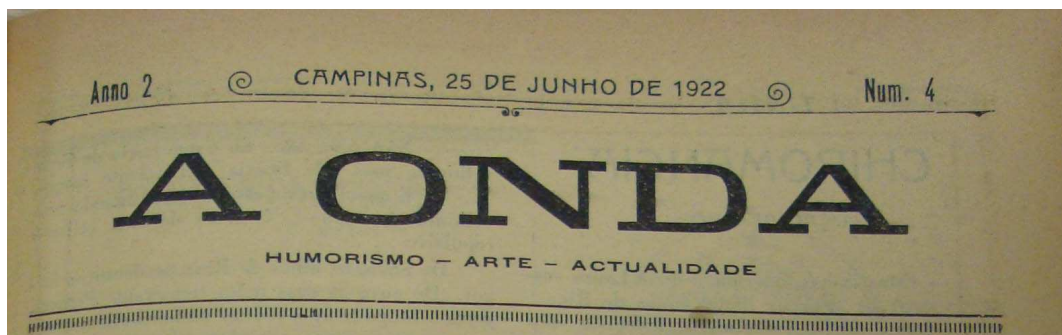 Anno 2 CAMPINAS, 25 DE JUNHO DE 1922 Num. 4
A ONDA
HUMORISMO – ARTE – ACTUALIDADE